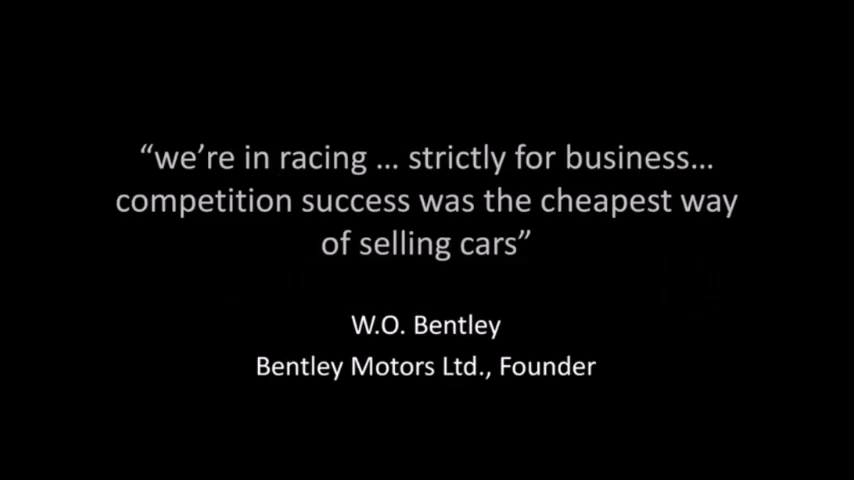 “we’re in racing ... strictly for business...
competition success was the cheapest way
of selling cars”
W.O. Bentley
Bentley Motors Ltd., Founder